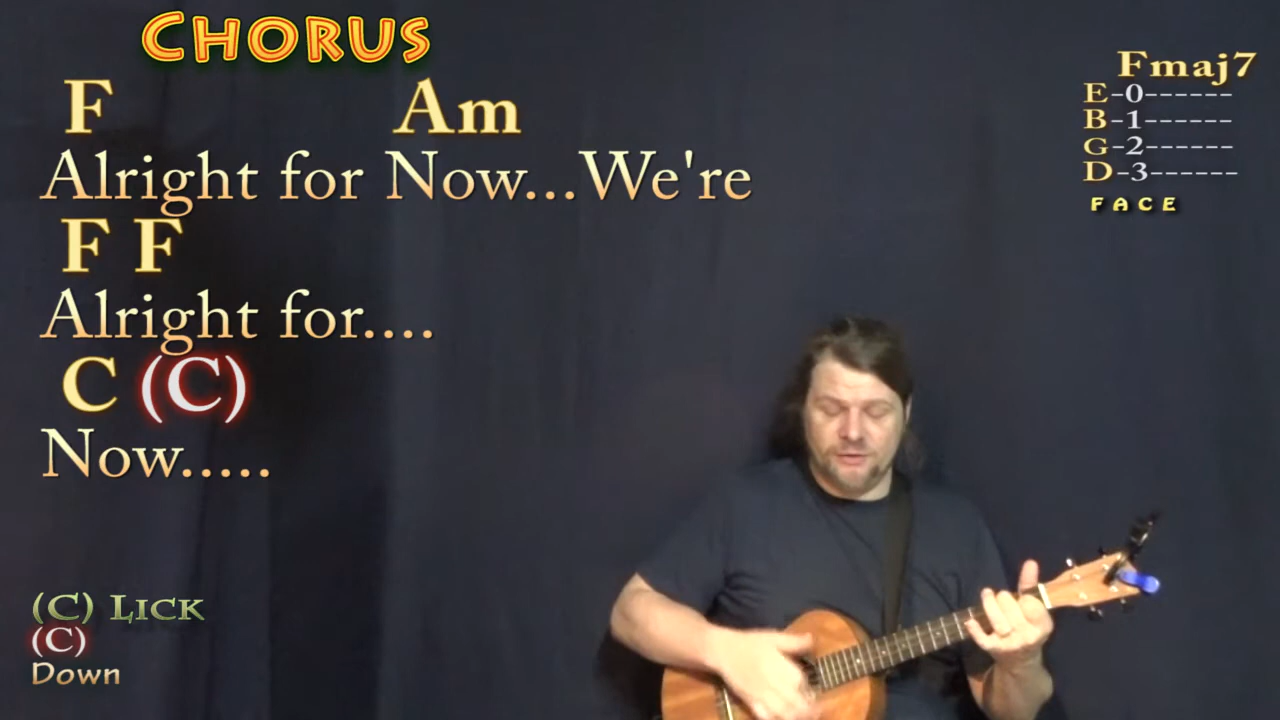 CHORUS
F Am
Alright for Now...We're
F F
Alright for....
C (C)
Now.....
(C) LICK
(C)
Down
Fmaj7
E-0------
B-1------
G-2------
D-3------
FACE